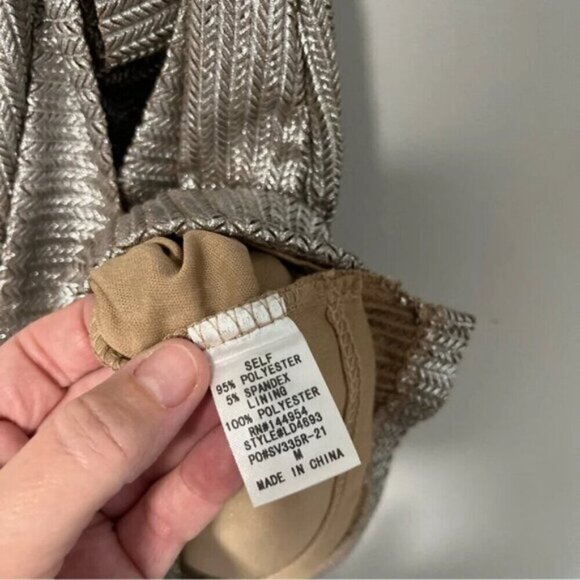 SELF
95% POLYESTER
5% SPANDEX
LINING
100% POLYESTER
RN#144954
STYLE#LD4693
PO#SV335R-21
M
MADE IN CHINA